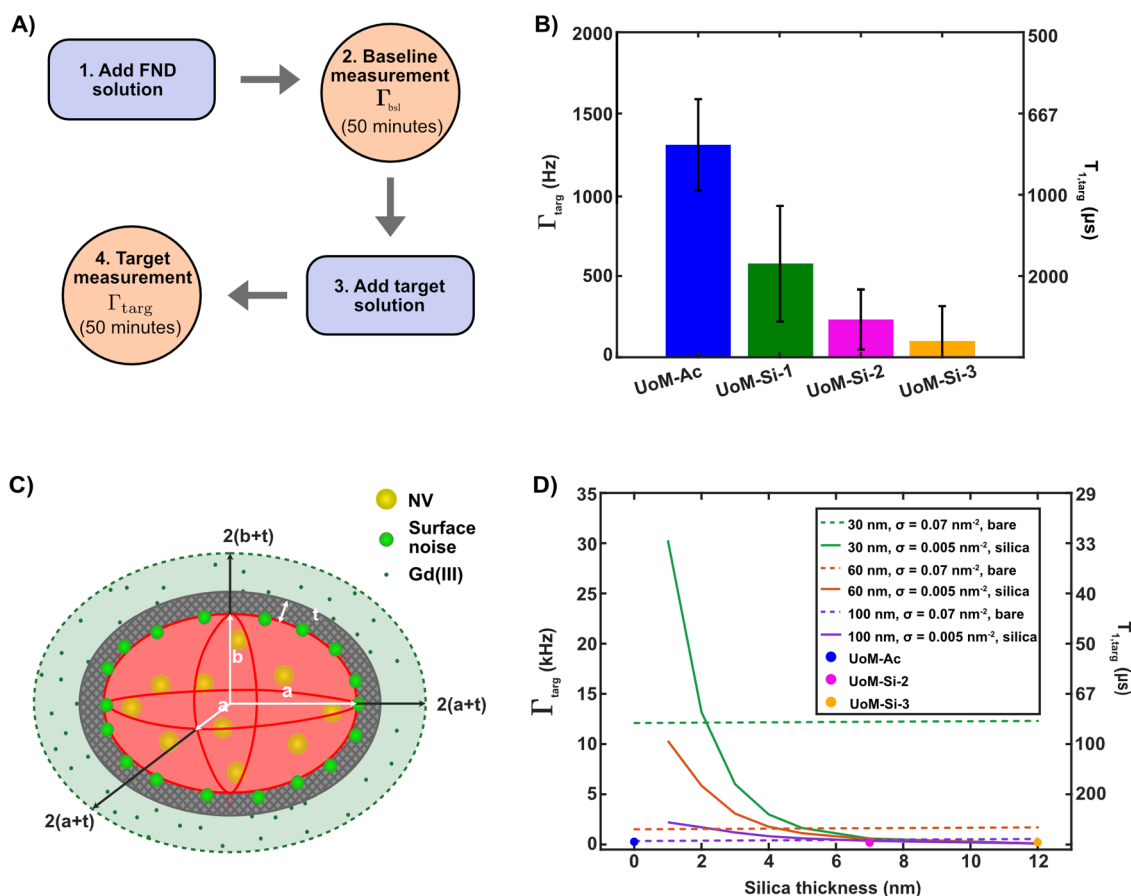 A)
1. Add FND
solution
2. Baseline
measurement
Γbsl
(50 minutes)
4. Target
measurement
Γtarg
(50 minutes)
3. Add target
solution
B)
2000
1500
1000
500
0
Γtarg (Hz)
500
667
1000
2000
T1,targ (µs)
UoM-Ac
UoM-Si-1
UoM-Si-2
UoM-Si-3
C)
NV
Surface
noise
Gd(III)
2(b+t)
t
b
a
a
2(a+t)
2(a+t)
D)
35
30
25
20
15
10
5
0
Γtarg (kHz)
30 nm, σ = 0.07 nm⁻², bare
30 nm, σ = 0.005 nm⁻², silica
60 nm, σ = 0.07 nm⁻², bare
60 nm, σ = 0.005 nm⁻², silica
100 nm, σ = 0.07 nm⁻², bare
100 nm, σ = 0.005 nm⁻², silica
UoM-Ac
UoM-Si-2
UoM-Si-3
29
33
40
50
67
100
200
T1,targ (µs)
0 2 4 6 8 10 12
Silica thickness (nm)